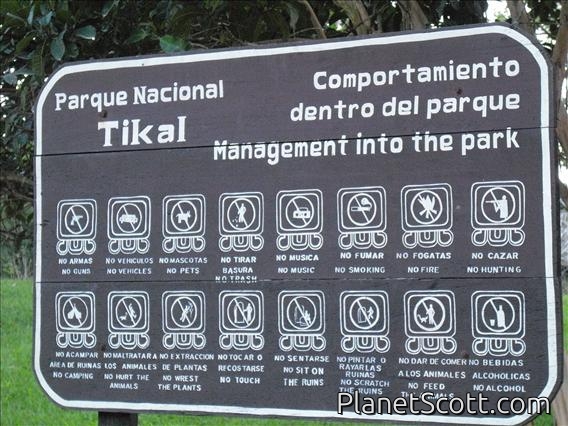 Parque Nacional
Tikal
Comportamiento
dentro del parque
Management into the park
NO ARMAS
NO GUNS
NO VEHICULOS
NO VEHICLES
NO MASCOTAS
NO PETS
NO TIRAR
BASURA
NO TRASH
NO MUSICA
NO MUSIC
NO FUMAR
NO SMOKING
NO FOGATAS
NO FIRE
NO CAZAR
NO HUNTING
NO ACAMPAR
AREA DE RUINAS
NO CAMPING
NO MALTRATAR A
LOS ANIMALES
NO HURT THE
ANIMALS
NO EXTRACCION
DE PLANTAS
NO WREST
THE PLANTS
NO TOCAR O
RECOSTARSE
NO TOUCH
NO SENTARSE
NO SIT ON
THE RUINS
NO PINTAR O
RAYAR LAS
RUINAS
NO SCRATCH
THE RUINS
NO DAR DE COMER
A LOS ANIMALES
NO FEED
THE ANIMALS
NO BEBIDAS
ALCOHOLICAS
NO ALCOHOL
PlanetScott.com